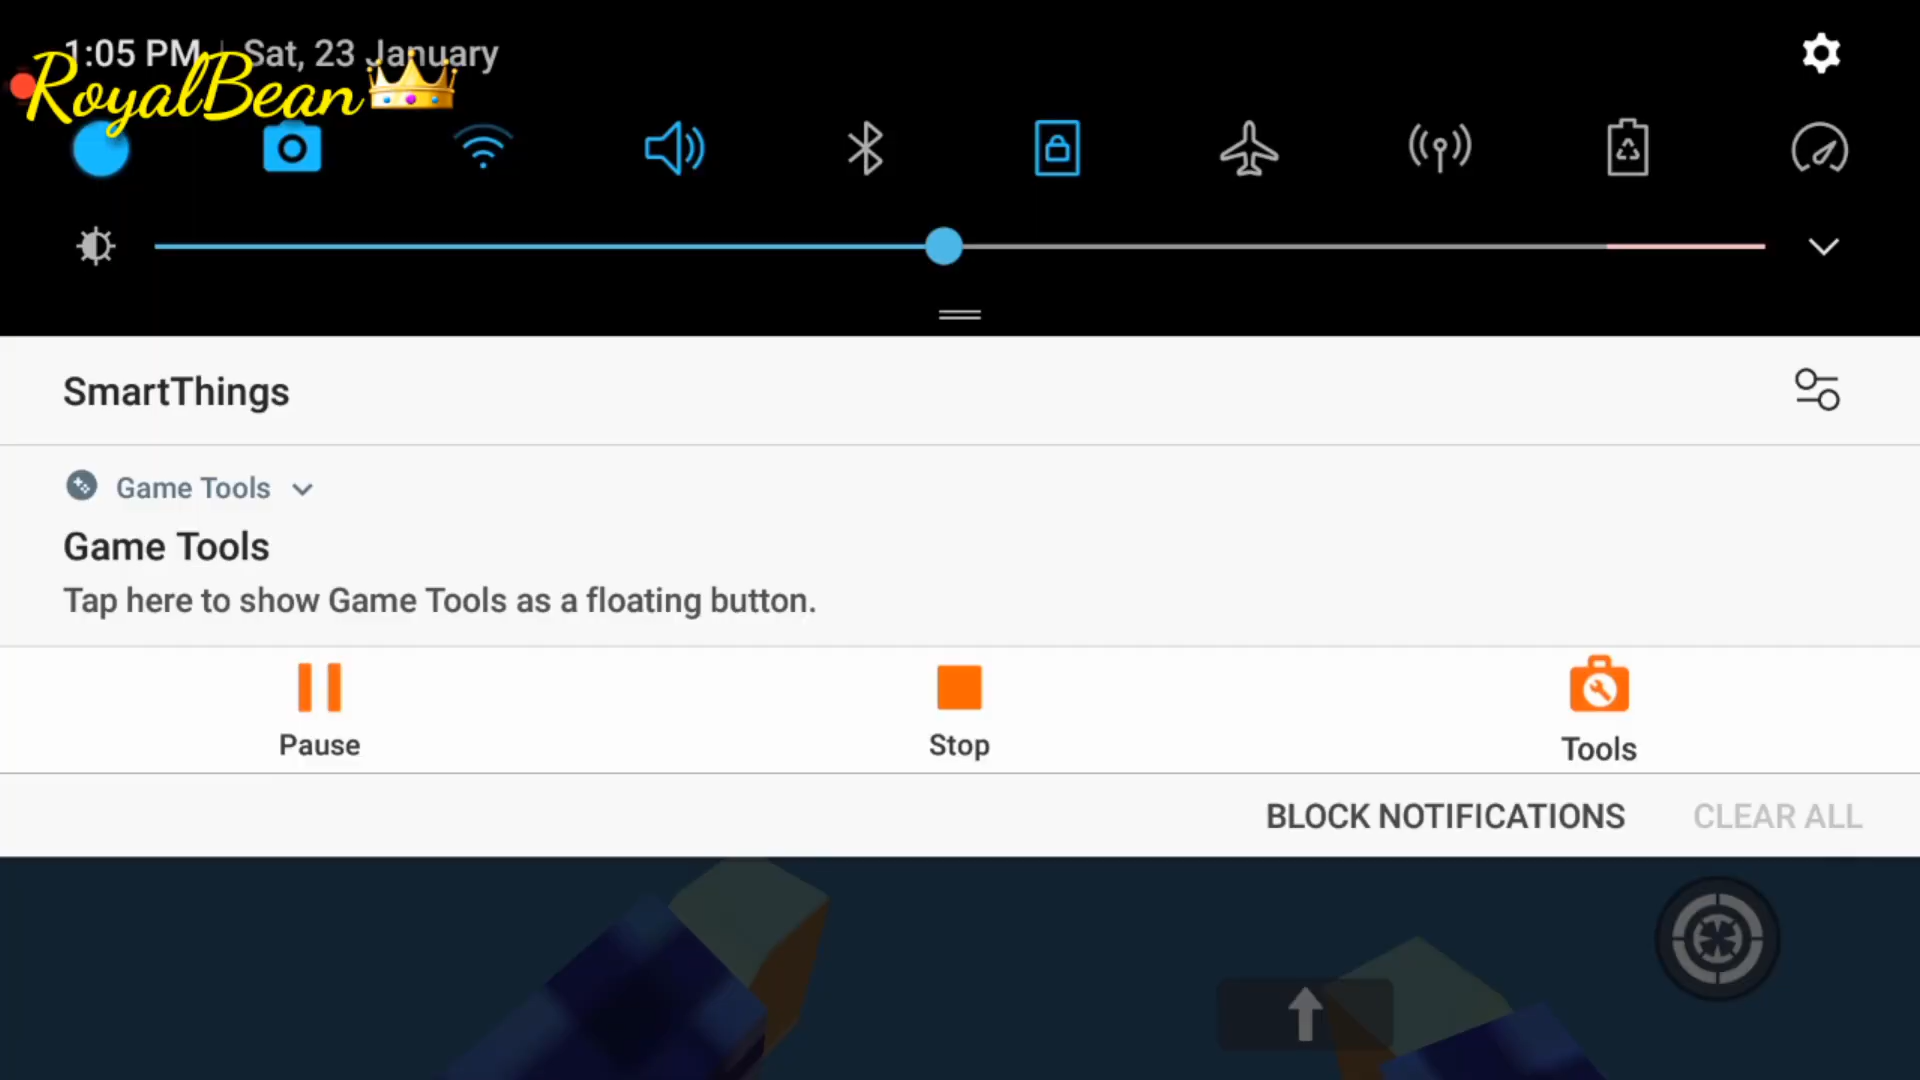 1:05 PM | Sat, 23 January
RoyalBean
SmartThings
Game Tools
Game Tools
Tap here to show Game Tools as a floating button.
Pause
Stop
Tools
BLOCK NOTIFICATIONS
CLEAR ALL